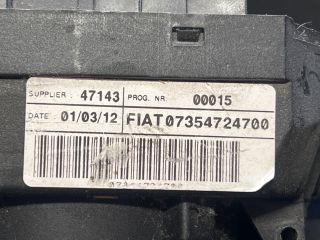 SUPPLIER : 47143 PROG. NR. 00015
DATE : 01/03/12 FIAT07354724700